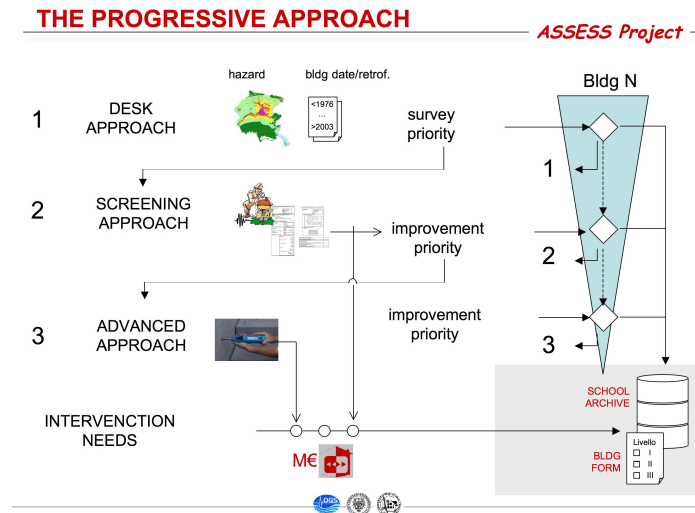 THE PROGRESSIVE APPROACH
ASSESS Project
hazard
bldg date/retrof.
Bldg N
1
DESK
APPROACH
<1976
...
>2003
survey
priority
1
2
SCREENING
APPROACH
improvement
priority
2
3
ADVANCED
APPROACH
improvement
priority
3
INTERVENCTION
NEEDS
M€
SCHOOL
ARCHIVE
BLDG
FORM
Livello
I
II
III
OGS